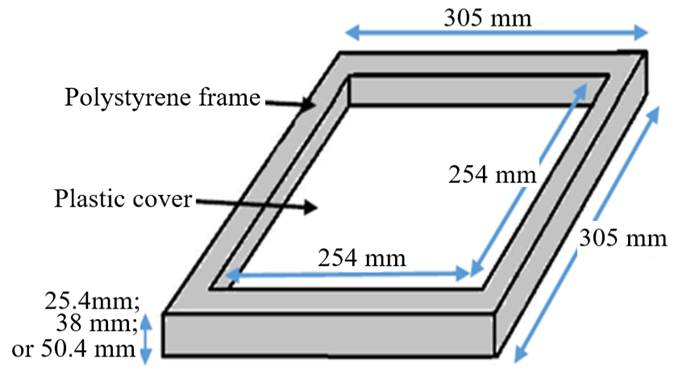 305 mm
Polystyrene frame
254 mm
Plastic cover
305 mm
254 mm
25.4mm;
38 mm;
or 50.4 mm